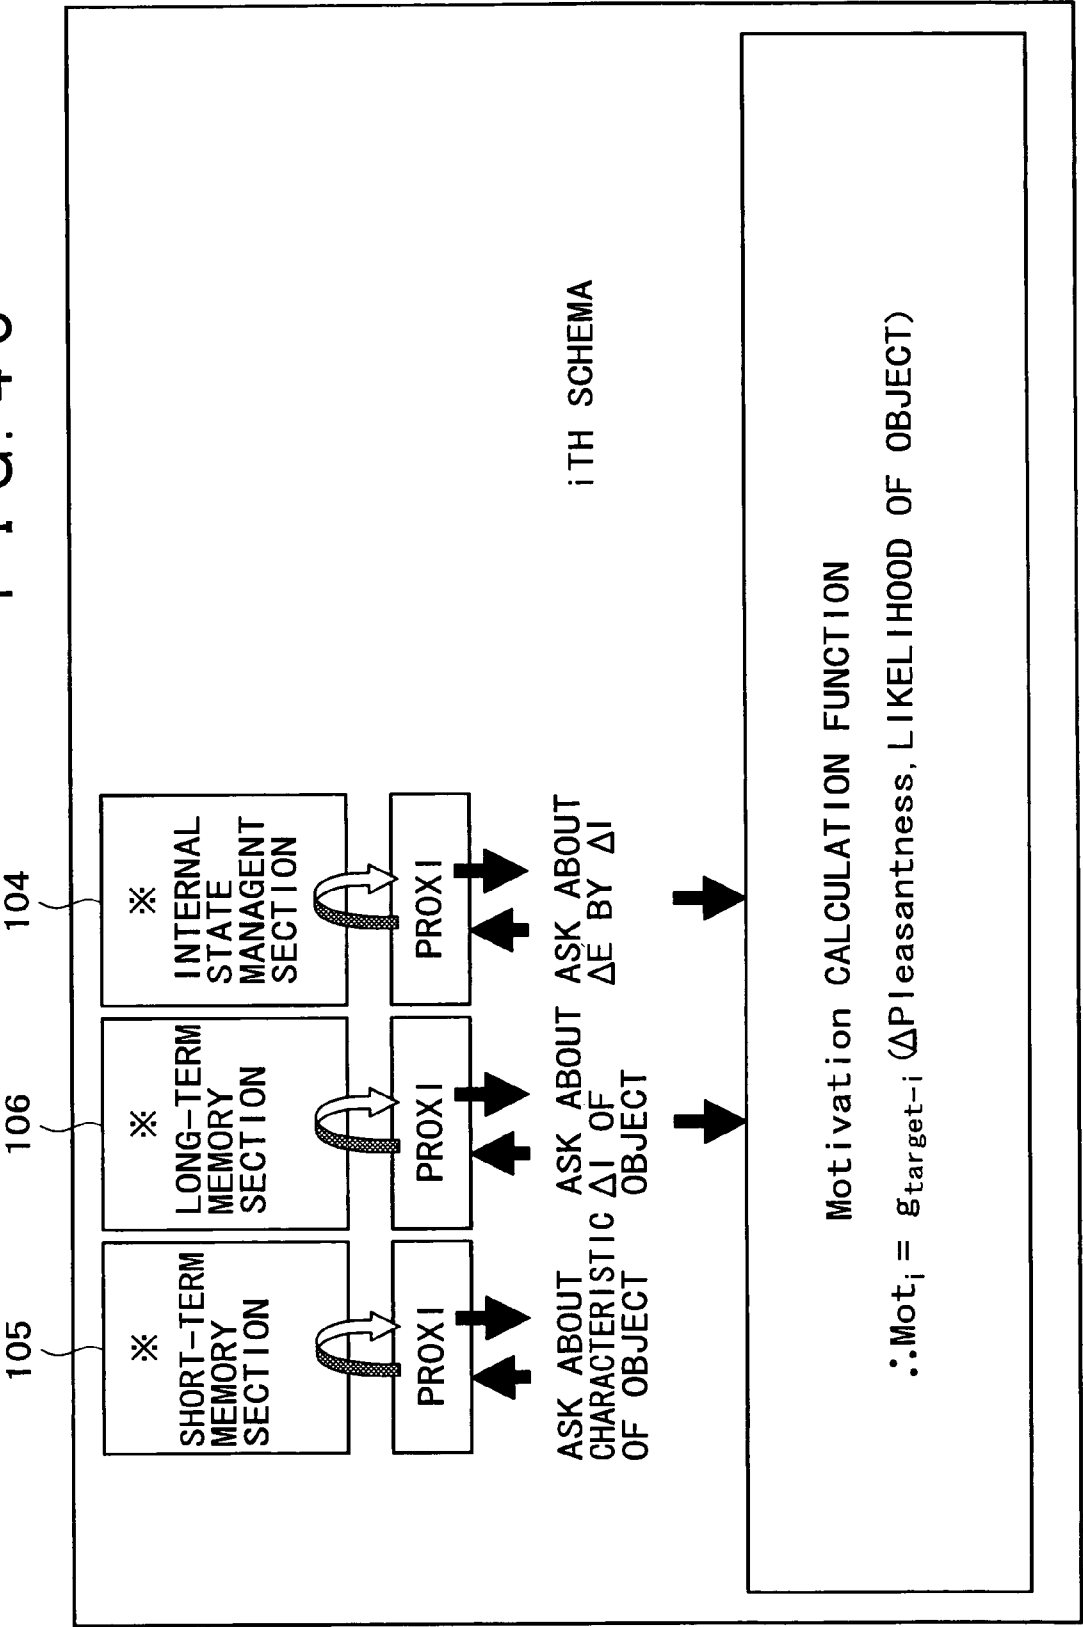 FIG.
105
106
104
※
SHORT-TERM
MEMORY
SECTION
※
LONG-TERM
MEMORY
SECTION
※
INTERNAL
STATE
MANAGENT
SECTION
PROXI
PROXI
PROXI
ASK ABOUT
CHARACTERISTIC
OF OBJECT
ASK ABOUT
ΔI OF
OBJECT
ASK ABOUT
ΔE BY ΔI
iTH SCHEMA
Motivation CALCULATION FUNCTION
∴Mot_i = g_target-i (ΔPleasantness, LIKELIHOOD OF OBJECT)